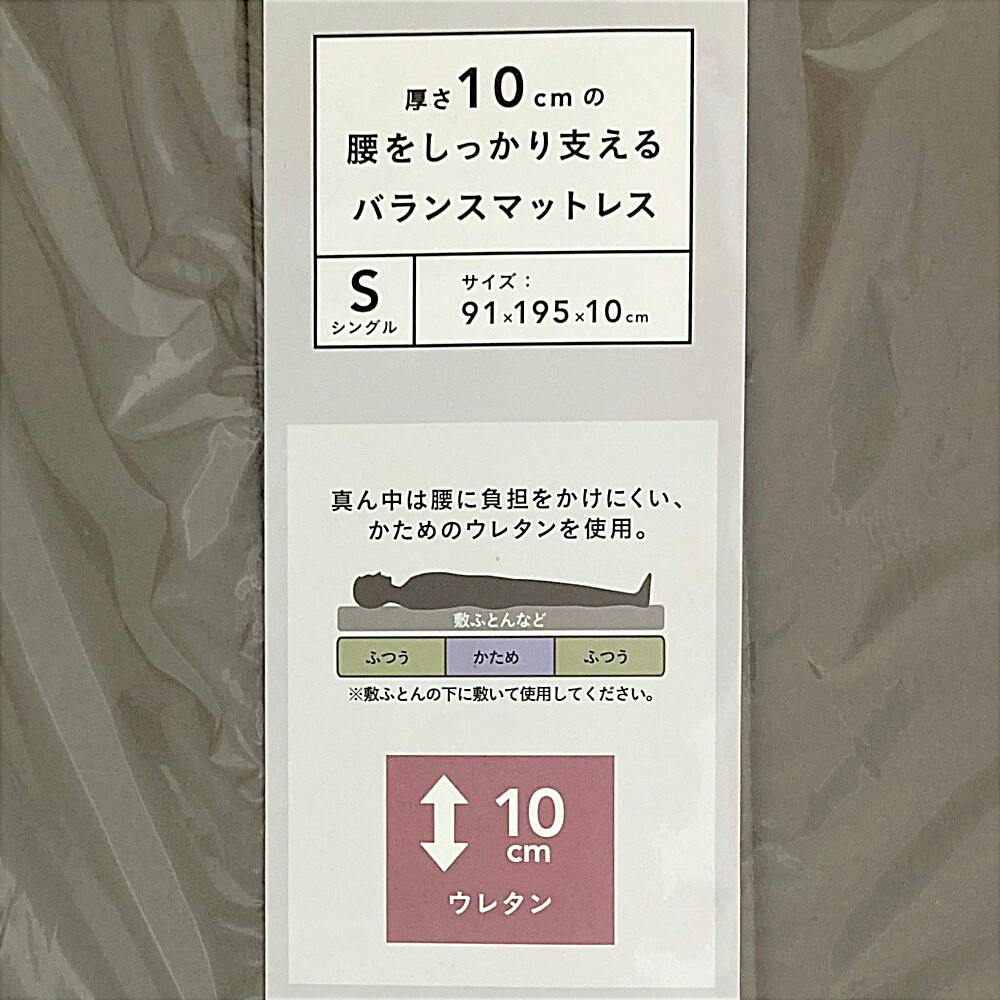 厚さ10cmの
腰をしっかり支える
バランスマットレス
S
シングル
サイズ：
91×195×10cm
真ん中は腰に負担をかけにくい、
かためのウレタンを使用。
敷ふとんなど
ふつう かため ふつう
※敷ふとんの下に敷いて使用してください。
10
cm
ウレタン